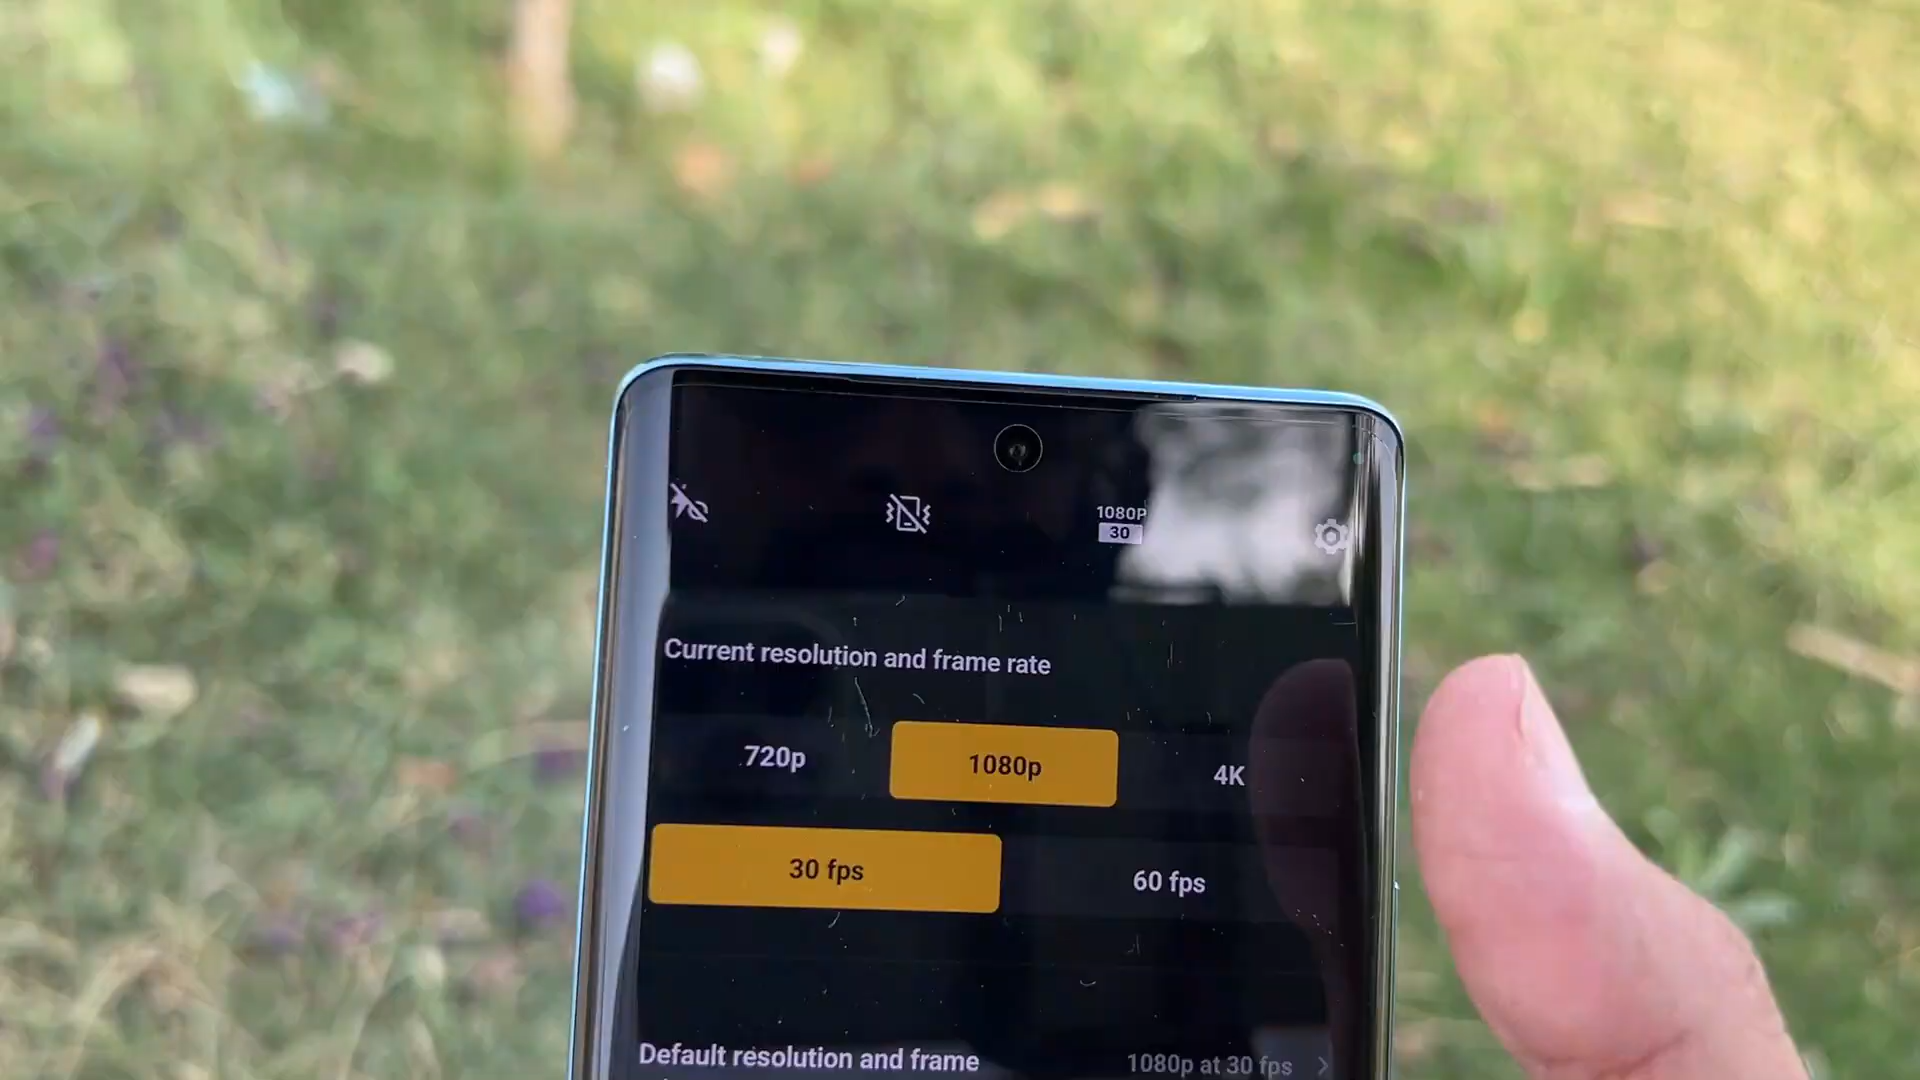 1080P
30
Current resolution and frame rate
720p
1080p
4K
30 fps
60 fps
Default resolution and frame
1080p at 30 fps